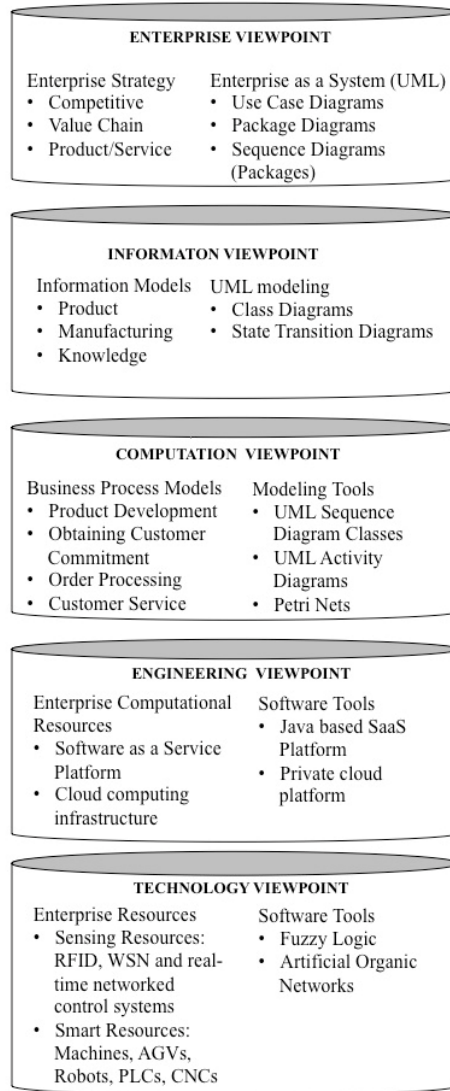 ENTERPRISE VIEWPOINT
Enterprise Strategy
• Competitive
• Value Chain
• Product/Service
Enterprise as a System (UML)
• Use Case Diagrams
• Package Diagrams
• Sequence Diagrams
(Packages)
INFORMATON VIEWPOINT
Information Models
• Product
• Manufacturing
• Knowledge
UML modeling
• Class Diagrams
• State Transition Diagrams
COMPUTATION VIEWPOINT
Business Process Models
• Product Development
• Obtaining Customer
Commitment
• Order Processing
• Customer Service
Modeling Tools
• UML Sequence
Diagram Classes
• UML Activity
Diagrams
• Petri Nets
ENGINEERING VIEWPOINT
Enterprise Computational
Resources
• Software as a Service
Platform
• Cloud computing
infrastructure
Software Tools
• Java based SaaS
Platform
• Private cloud
platform
TECHNOLOGY VIEWPOINT
Enterprise Resources
• Sensing Resources:
RFID, WSN and real-
time networked
control systems
• Smart Resources:
Machines, AGVs,
Robots, PLCs, CNCs
Software Tools
• Fuzzy Logic
• Artificial Organic
Networks